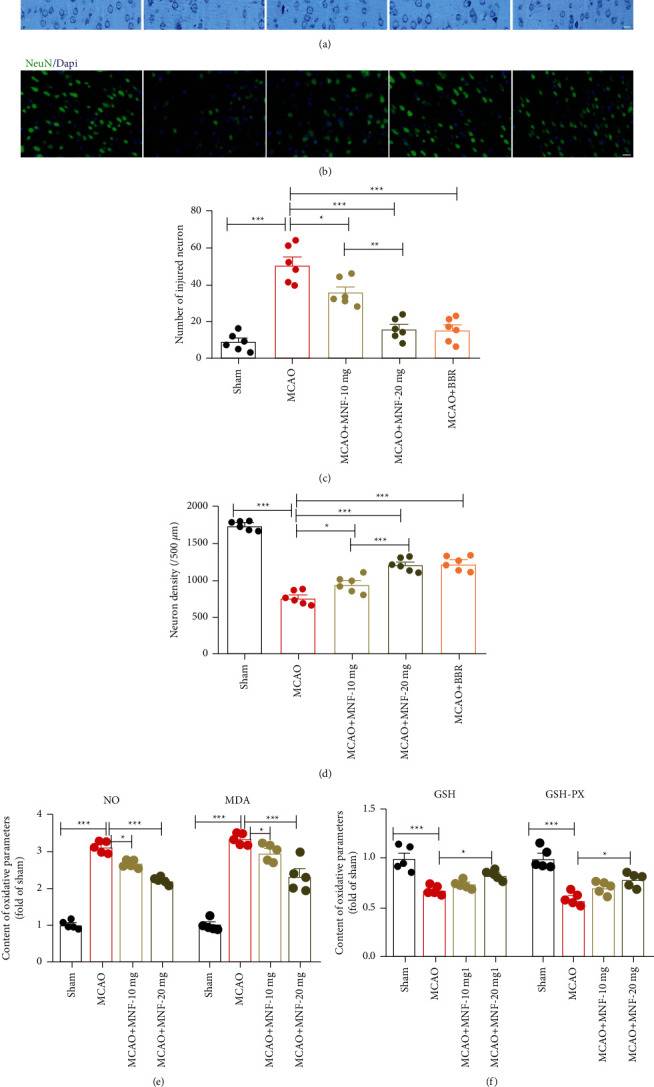 (a)
NeuN/Dapi
(b)
***
***
*** *
**
80
60
40
20
0
Number of injured neuron
Sham
MCAO
MCAO+MNF-10 mg
MCAO+MNF-20 mg
MCAO+BBR
(c)
***
***
***
*
***
2000
1500
1000
500
0
Neuron density (/500 μm)
Sham
MCAO
MCAO+MNF-10 mg
MCAO+MNF-20 mg
MCAO+BBR
(d)
NO MDA
*** *** *** ***
* *
4
3
2
1
0
Content of oxidative parameters
(fold of sham)
Sham
MCAO
MCAO+MNF-10 mg
MCAO+MNF-20 mg
Sham
MCAO
MCAO+MNF-10 mg
MCAO+MNF-20 mg
(e)
GSH GSH-PX
*** ***
* *
1.5
1.0
0.5
0.0
Content of oxidative parameters
(fold of sham)
Sham
MCAO
MCAO+MNF-10 mg1
MCAO+MNF-20 mg1
Sham
MCAO
MCAO+MNF-10 mg
MCAO+MNF-20 mg
(f)